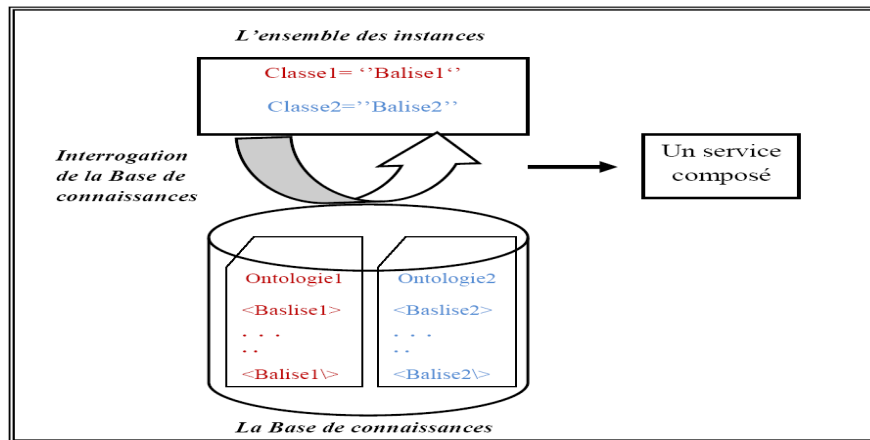 L'ensemble des instances
Classe1= ‘’Balise1‘’
Classe2=’’Balise2’’
Interrogation
de la Base de
connaissances
Un service
composé
Ontologie1
<Baslise1>
. . .
. .
<Balise1\>
Ontologie2
<Baslise2>
. . .
. .
<Balise2\>
La Base de connaissances